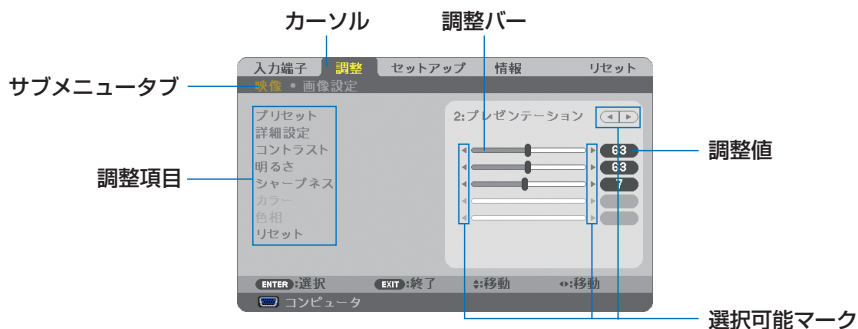 カーソル 調整バー
入力端子 調整 セットアップ 情報 リセット
サブメニュータブ
映像 • 画像設定
プリセット 2:プレゼンテーション
詳細設定
コントラスト 63 調整値
明るさ 63
調整項目
シャープネス 7
カラー
色相
リセット
ENTER:選択 EXIT:終了 :移動 :移動
コンピュータ
選択可能マーク